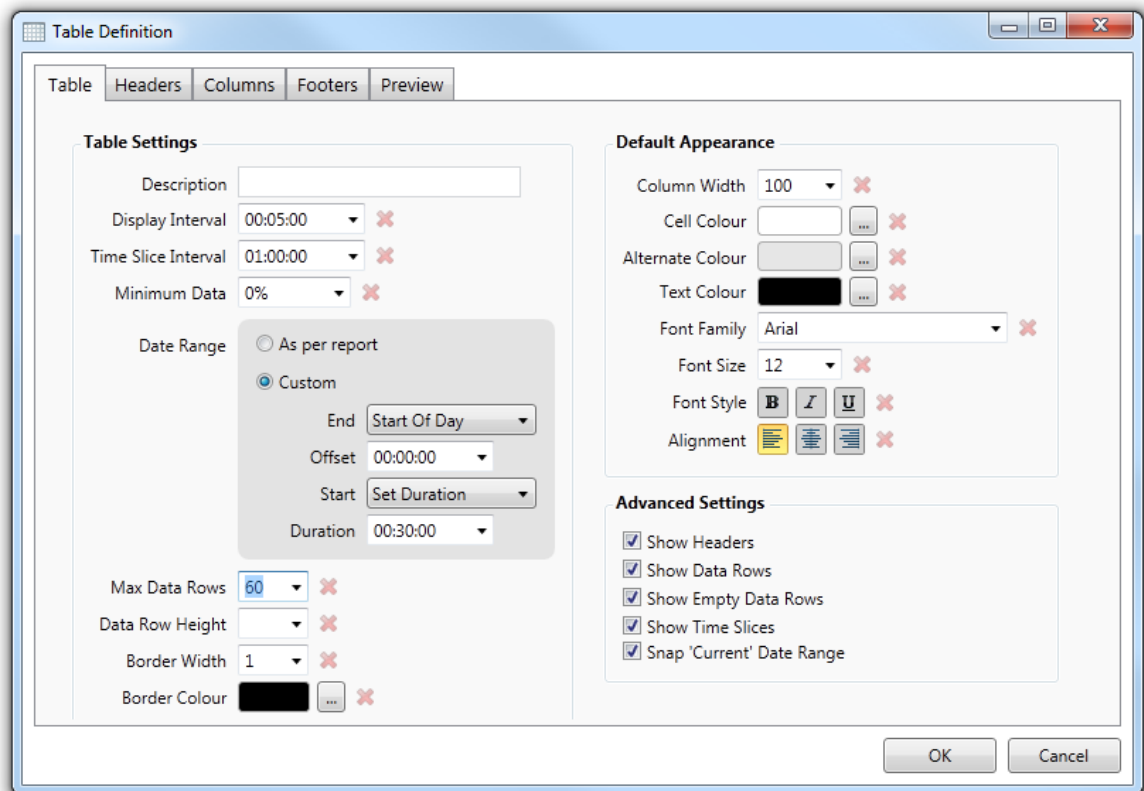 Table Definition
Table Headers Columns Footers Preview
Table Settings
Description
Display Interval 00:05:00
Time Slice Interval 01:00:00
Minimum Data 0%
Date Range As per report
Custom
End Start Of Day
Offset 00:00:00
Start Set Duration
Duration 00:30:00
Max Data Rows 60
Data Row Height
Border Width 1
Border Colour ...
Default Appearance
Column Width 100
Cell Colour ...
Alternate Colour ...
Text Colour ...
Font Family Arial
Font Size 12
Font Style B I U
Alignment
Advanced Settings
Show Headers
Show Data Rows
Show Empty Data Rows
Show Time Slices
Snap 'Current' Date Range
OK Cancel